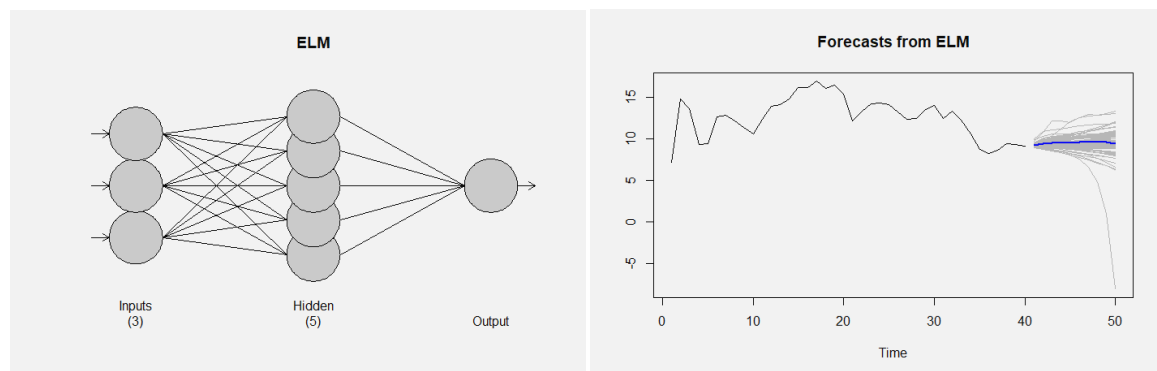 ELM
Inputs
(3)
Hidden
(5)
Output
Forecasts from ELM
15
10
5
0
-5
0 10 20 30 40 50
Time